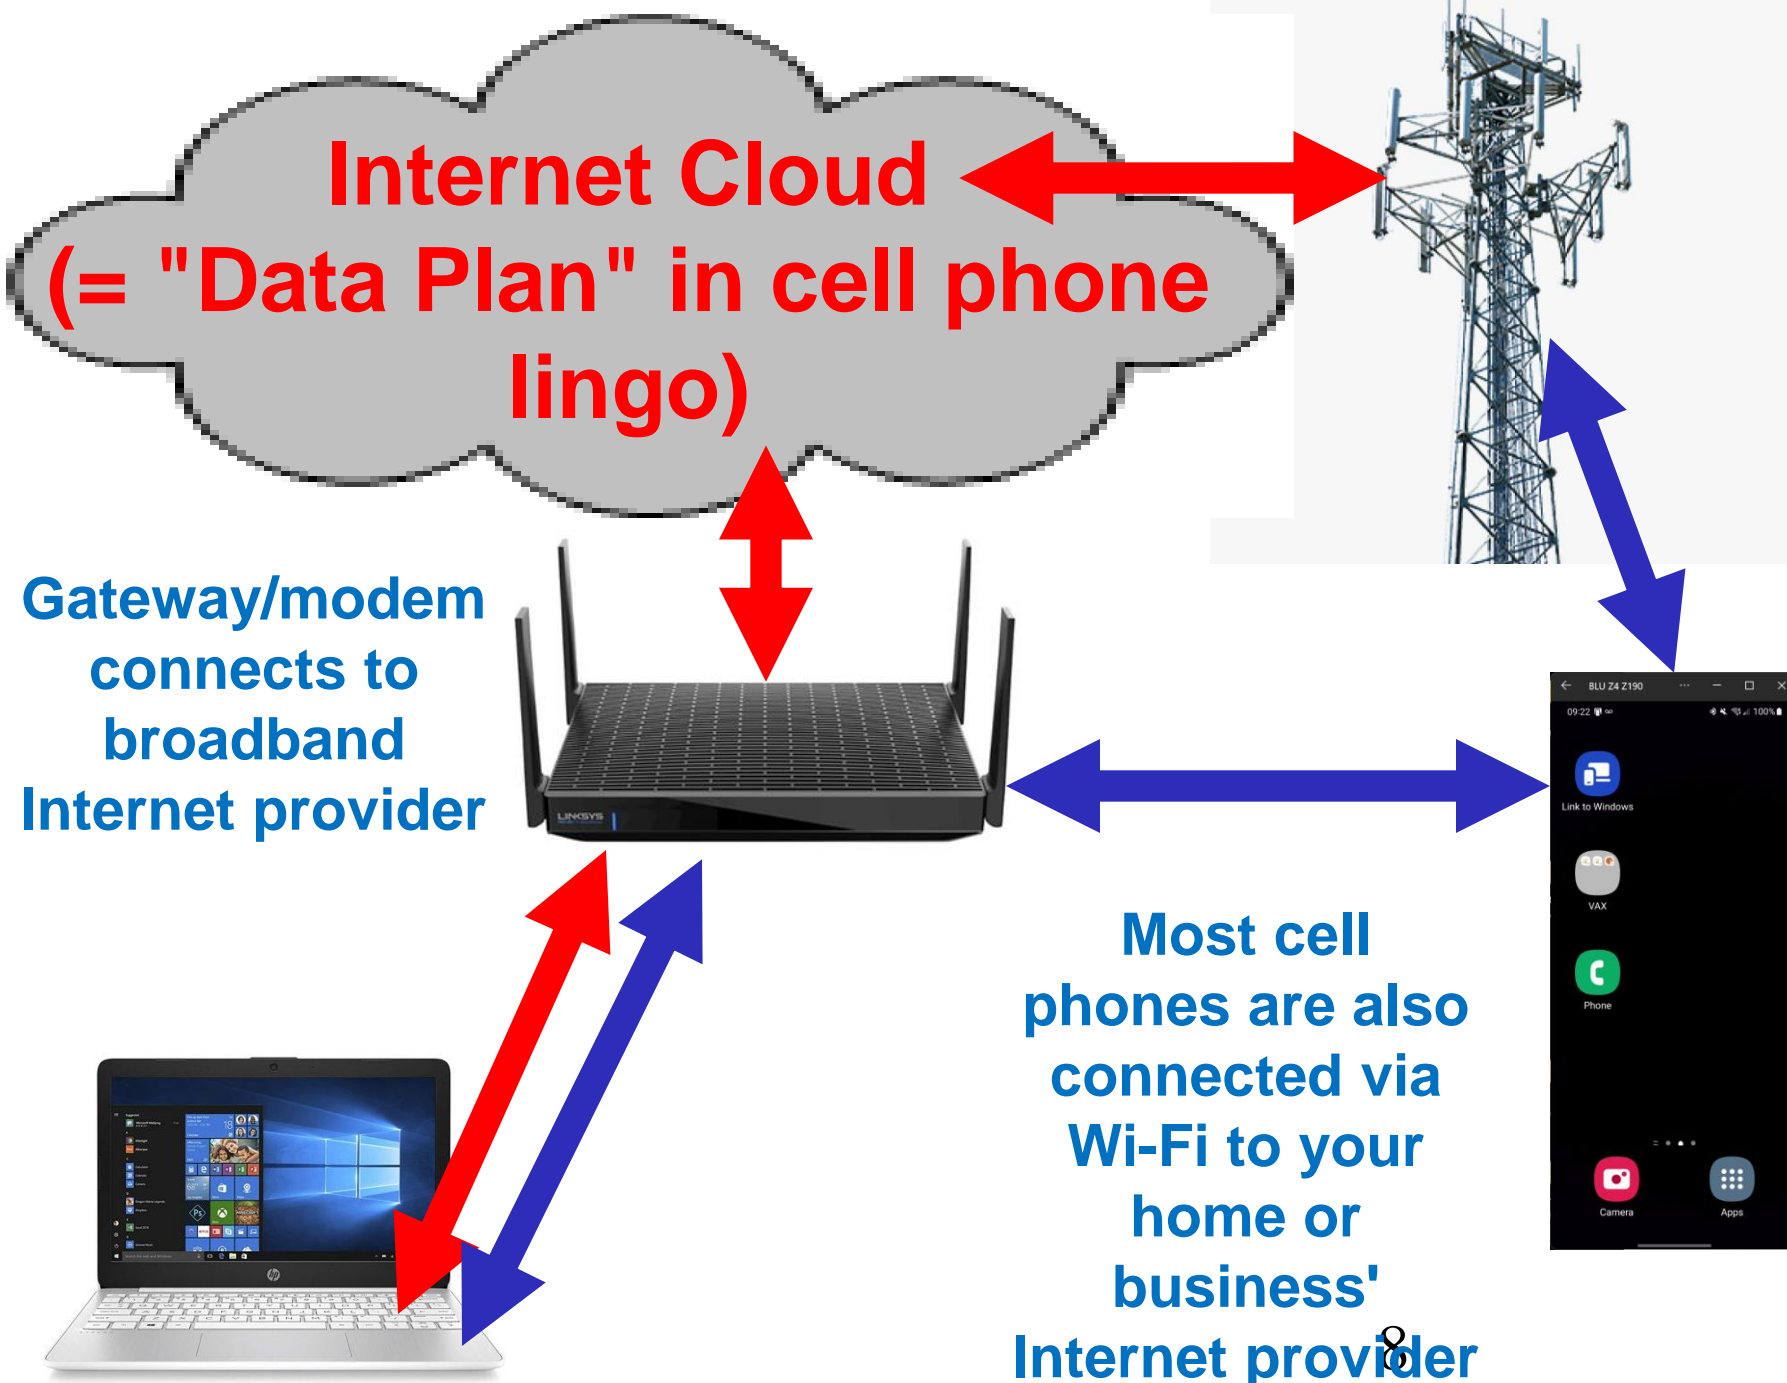 Internet Cloud
(= "Data Plan" in cell phone
lingo)
Gateway/modem
connects to
broadband
Internet provider
LINKSYS
BLU Z4 Z190
09:22
100%
Link to Windows
VAX
Phone
Camera
Apps
Most cell
phones are also
connected via
Wi-Fi to your
home or
business'
Internet provider
8
hp